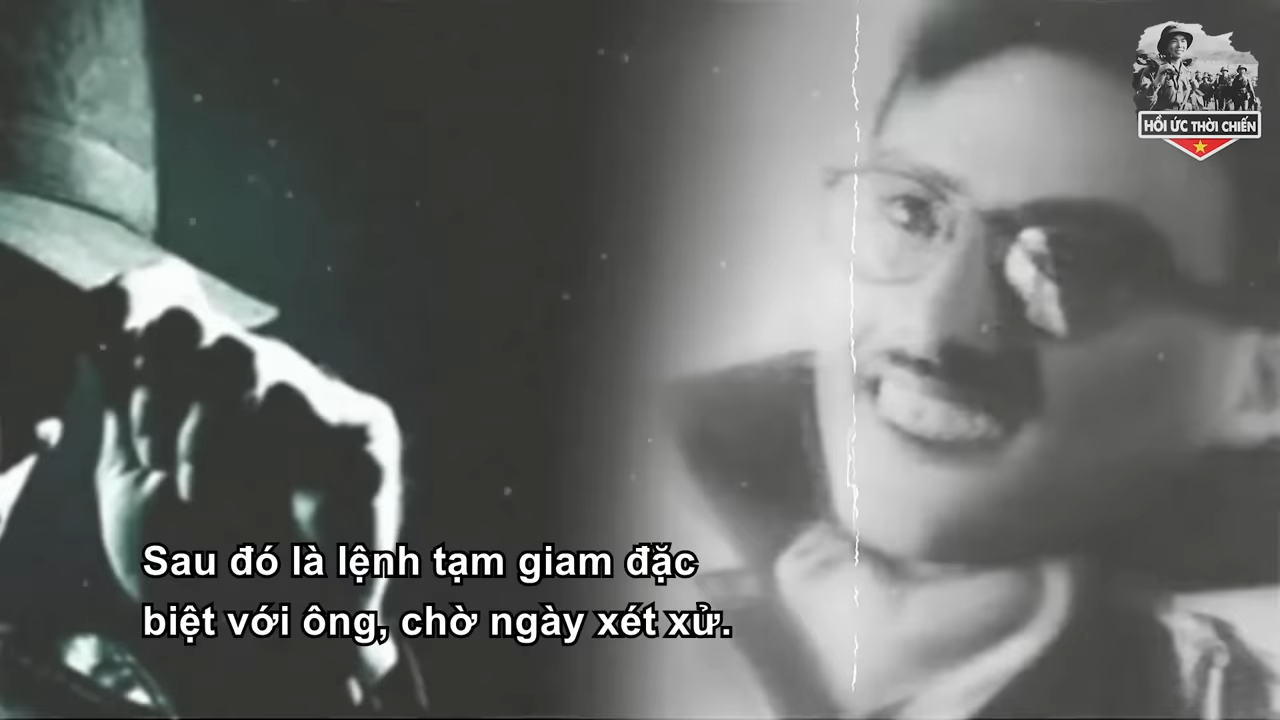 HỒI ỨC THỜI CHIẾN
Sau đó là lệnh tạm giam đặc
biệt với ông, chờ ngày xét xử.